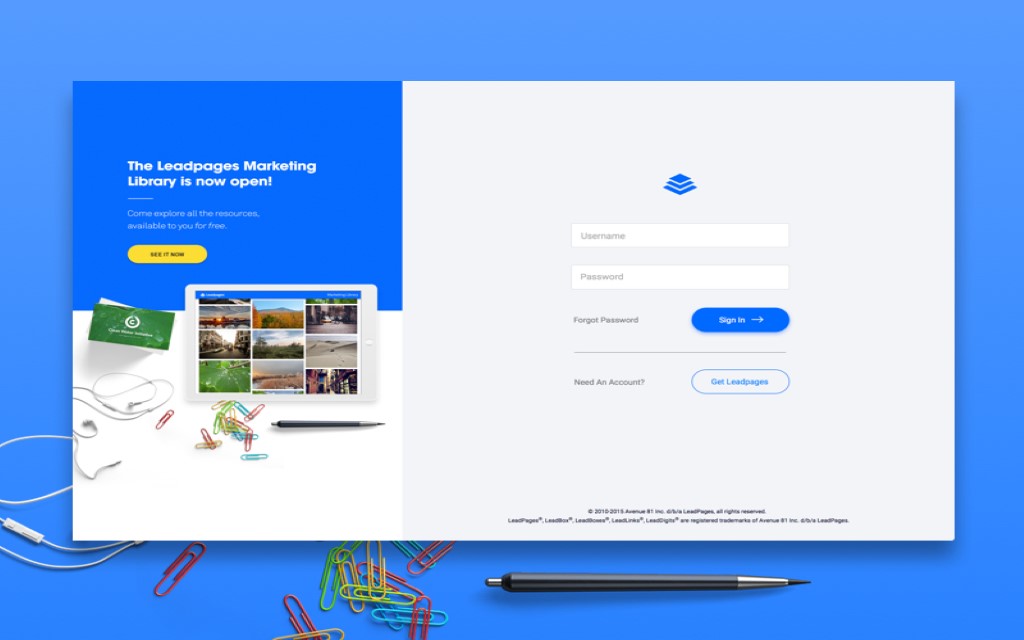 The Leadpages Marketing
Library is now open!
Come explore all the resources,
available to you for free.
SEE IT NOW
Username
Password
Forgot Password
Sign In
Need An Account?
Get Leadpages
© 2010-2015 Avenue 81 Inc. d/b/a LeadPages, all rights reserved.
LeadPages®, LeadBox®, LeadBoxes®, LeadLinks®, LeadDigits® are registered trademarks of Avenue 81 Inc. d/b/a LeadPages.